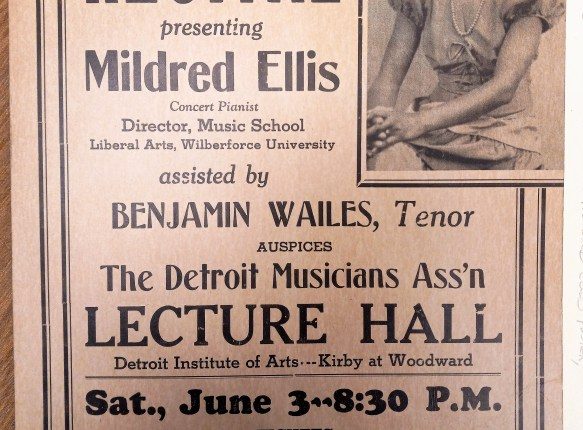 presenting
Mildred Ellis
Concert Pianist
Director, Music School
Liberal Arts, Wilberforce University
assisted by
BENJAMIN WAILES, Tenor
AUSPICES
The Detroit Musicians Ass'n
LECTURE HALL
Detroit Institute of Arts---Kirby at Woodward
Sat., June 3--8:30 P.M.